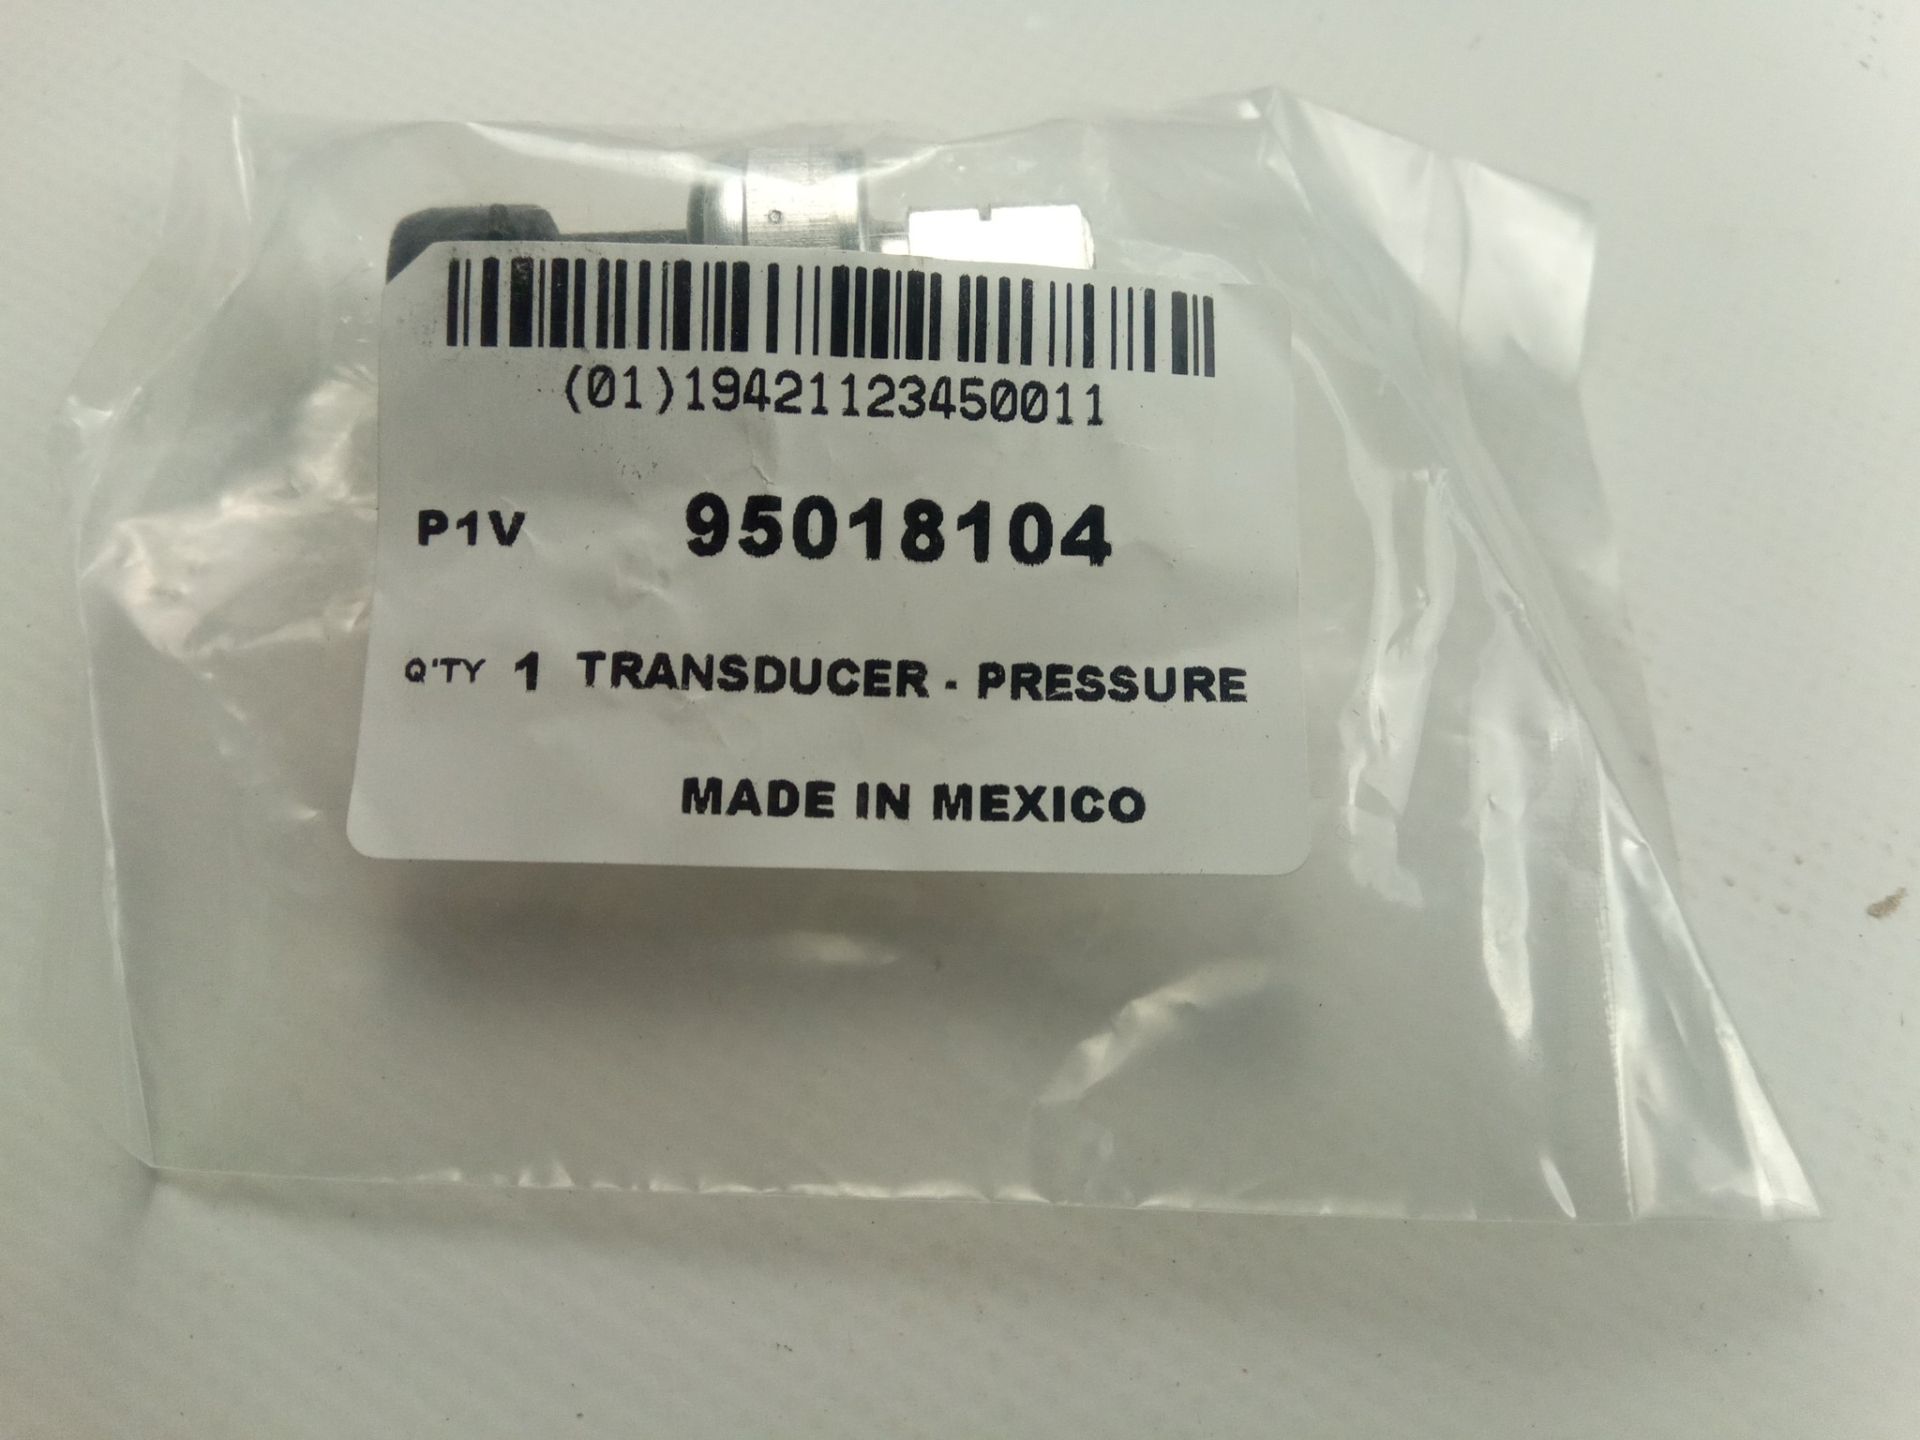 (01)19421123450011
P1V 95018104
Q'TY 1 TRANSDUCER - PRESSURE
MADE IN MEXICO